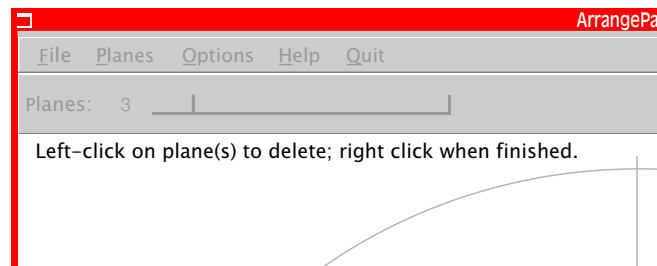 ArrangePa
File Planes Options Help Quit
Planes: 3
Left-click on plane(s) to delete; right click when finished.